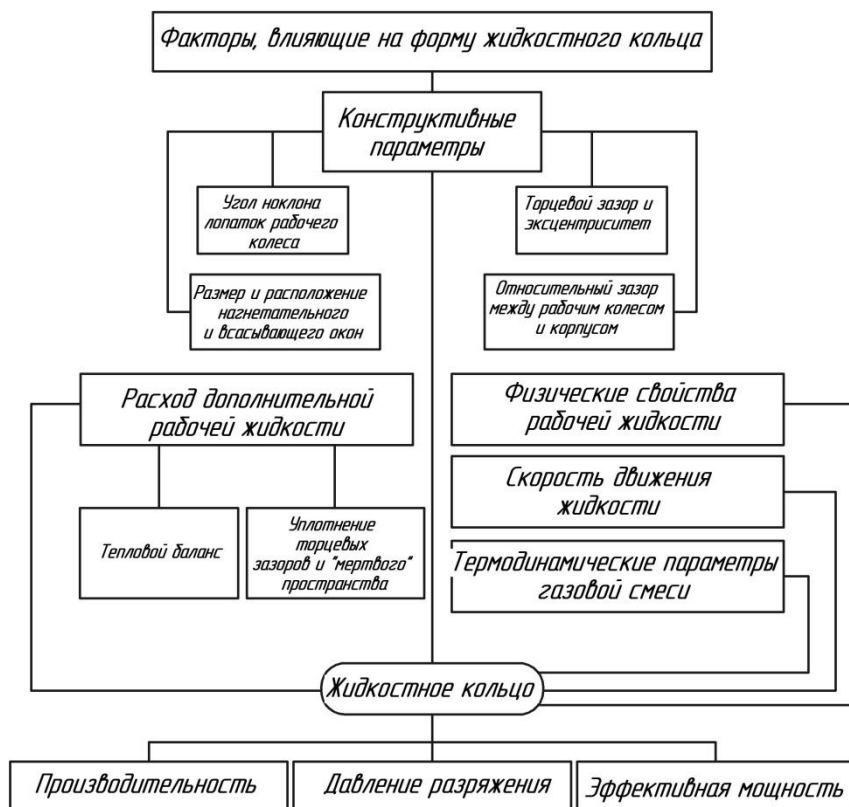 Факторы, влияющие на форму жидкостного кольца
Конструктивные
параметры
Угол ноклона
лопаток рабочего
колеса
Торцевой зазор и
эксцентриситет
Размер и расположение
нагнетательного
и всасывающего окон
Относительный зазор
между рабочим колесом
и корпусом
Расход дополнительной
рабочей жидкости
Физические свойства
рабочей жидкости
Скорость движения
жидкости
Тепловой баланс
Уплотнение
торцевых
зазоров и "мертвого"
пространства
Термодинамические параметры
газовой смеси
Жидкостное кольцо
Производительность
Давление разряжения
Эффективная мощность